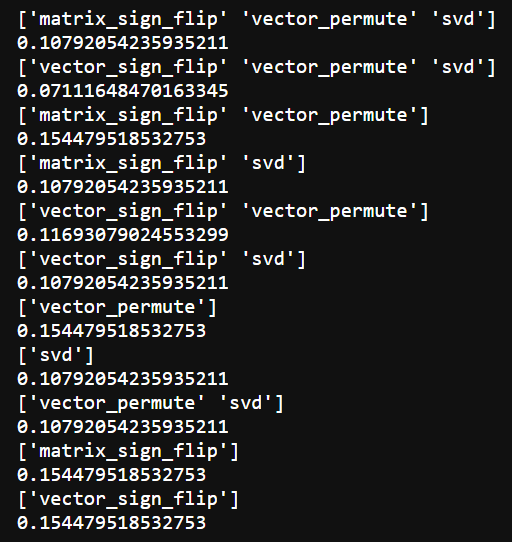 ['matrix_sign_flip' 'vector_permute' 'svd']
0.10792054235935211
['vector_sign_flip' 'vector_permute' 'svd']
0.07111648470163345
['matrix_sign_flip' 'vector_permute']
0.154479518532753
['matrix_sign_flip' 'svd']
0.10792054235935211
['vector_sign_flip' 'vector_permute']
0.11693079024553299
['vector_sign_flip' 'svd']
0.10792054235935211
['vector_permute']
0.154479518532753
['svd']
0.10792054235935211
['vector_permute' 'svd']
0.10792054235935211
['matrix_sign_flip']
0.154479518532753
['vector_sign_flip']
0.154479518532753